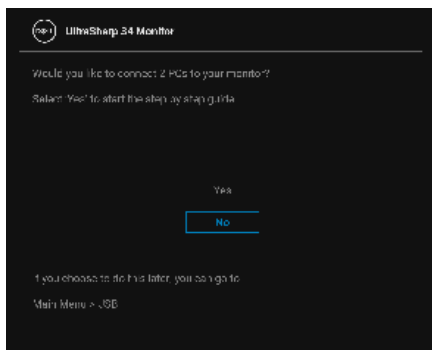 DELL
UltraSharp 34 Monitor
Would you like to connect 2 PCs to your monitor?
Select 'Yes' to start the step by step guide
Yes
No
If you choose to do this later, you can go to
Main Menu > USB